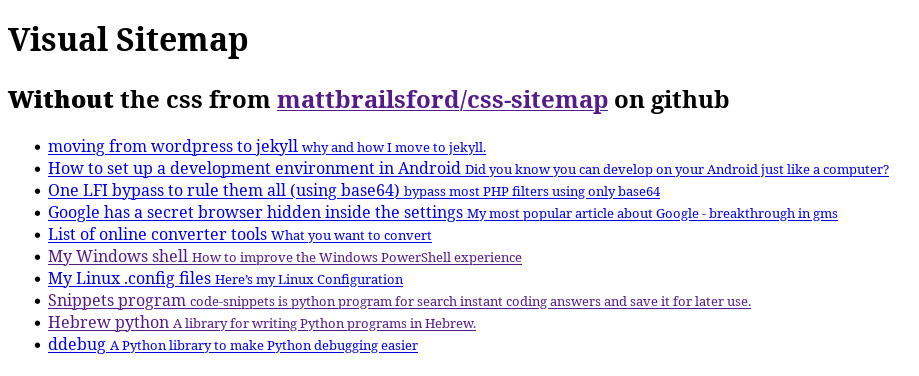 Visual Sitemap
Without the css from mattbrailsford/css-sitemap on github
moving from wordpress to jekyll why and how I move to jekyll.
How to set up a development environment in Android Did you know you can develop on your Android just like a computer?
One LFI bypass to rule them all (using base64) bypass most PHP filters using only base64
Google has a secret browser hidden inside the settings My most popular article about Google - breakthrough in gms
List of online converter tools What you want to convert
My Windows shell How to improve the Windows PowerShell experience
My Linux .config files Here’s my Linux Configuration
Snippets program code-snippets is python program for search instant coding answers and save it for later use.
Hebrew python A library for writing Python programs in Hebrew.
ddebug A Python library to make Python debugging easier